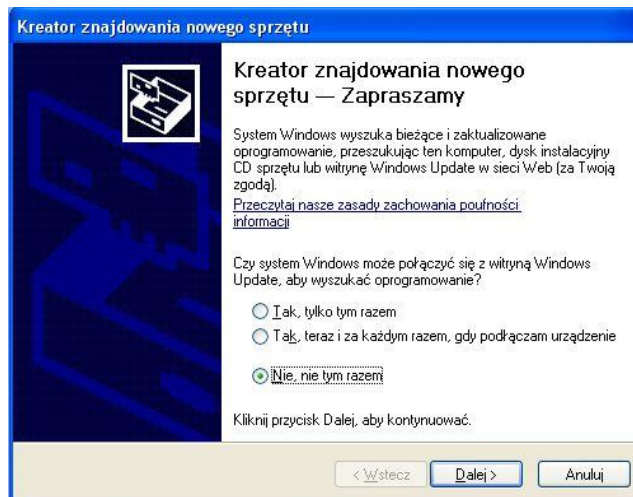 Kreator znajdowania nowego sprzętu
Kreator znajdowania nowego
sprzętu — Zapraszamy
System Windows wyszuka bieżące i zaktualizowane
oprogramowanie, przeszukując ten komputer, dysk instalacyjny
CD sprzętu lub witrynę Windows Update w sieci Web (za Twoją
zgodą).
Przeczytaj nasze zasady zachowania poufności
informacji
Czy system Windows może połączyć się z witryną Windows
Update, aby wyszukać oprogramowanie?
Tak, tylko tym razem
Tak, teraz i za każdym razem, gdy podłączam urządzenie
Nie, nie tym razem
Kliknij przycisk Dalej, aby kontynuować.
< Wstecz Dalej > Anuluj